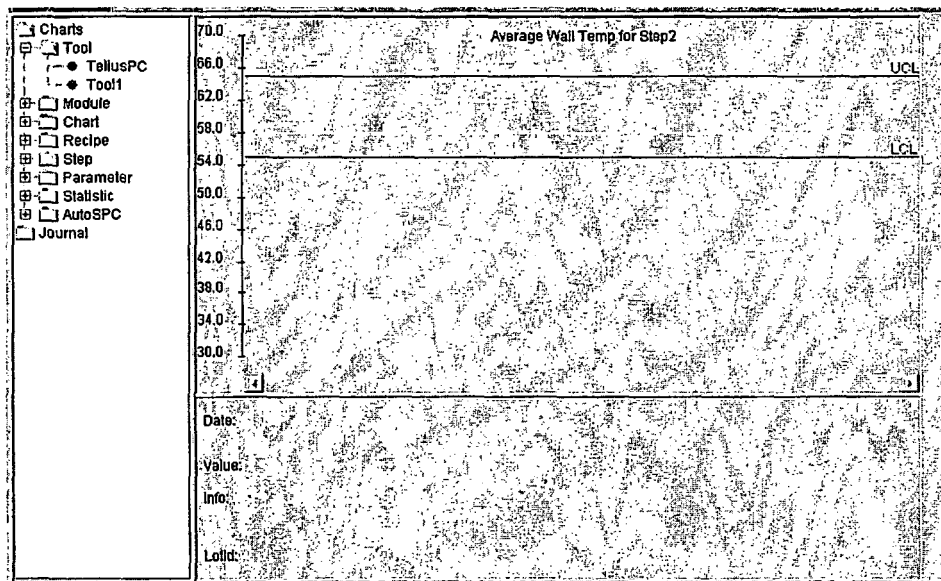 Charts
Tool
TeliusPC
Tool1
Module
Chart
Recipe
Step
Parameter
Statistic
AutoSPC
Journal
Average Wall Temp for Step2
70.0
66.0
UCL
62.0
58.0
LCL
54.0
50.0
46.0
42.0
38.0
34.0
30.0
Date:
Value:
Info:
LotId: